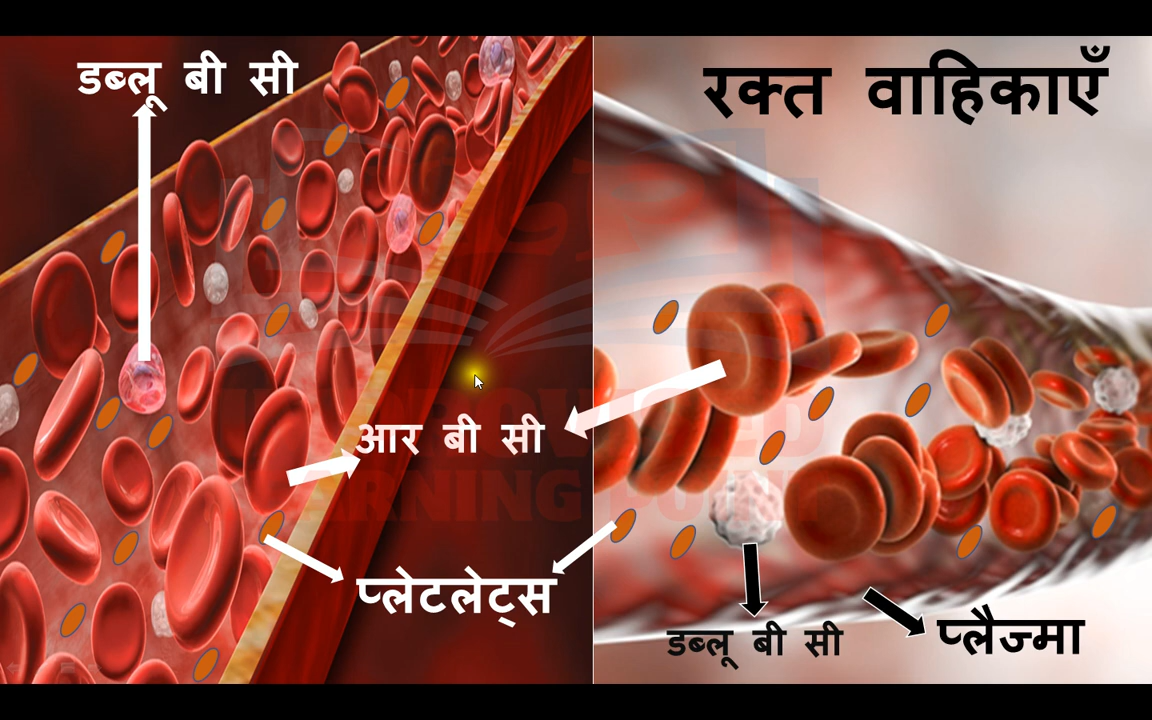 डब्लू बी सी
रक्त वाहिकाएँ
आर बी सी
प्लेटलेट्स
डब्लू बी सी
प्लैज्मा